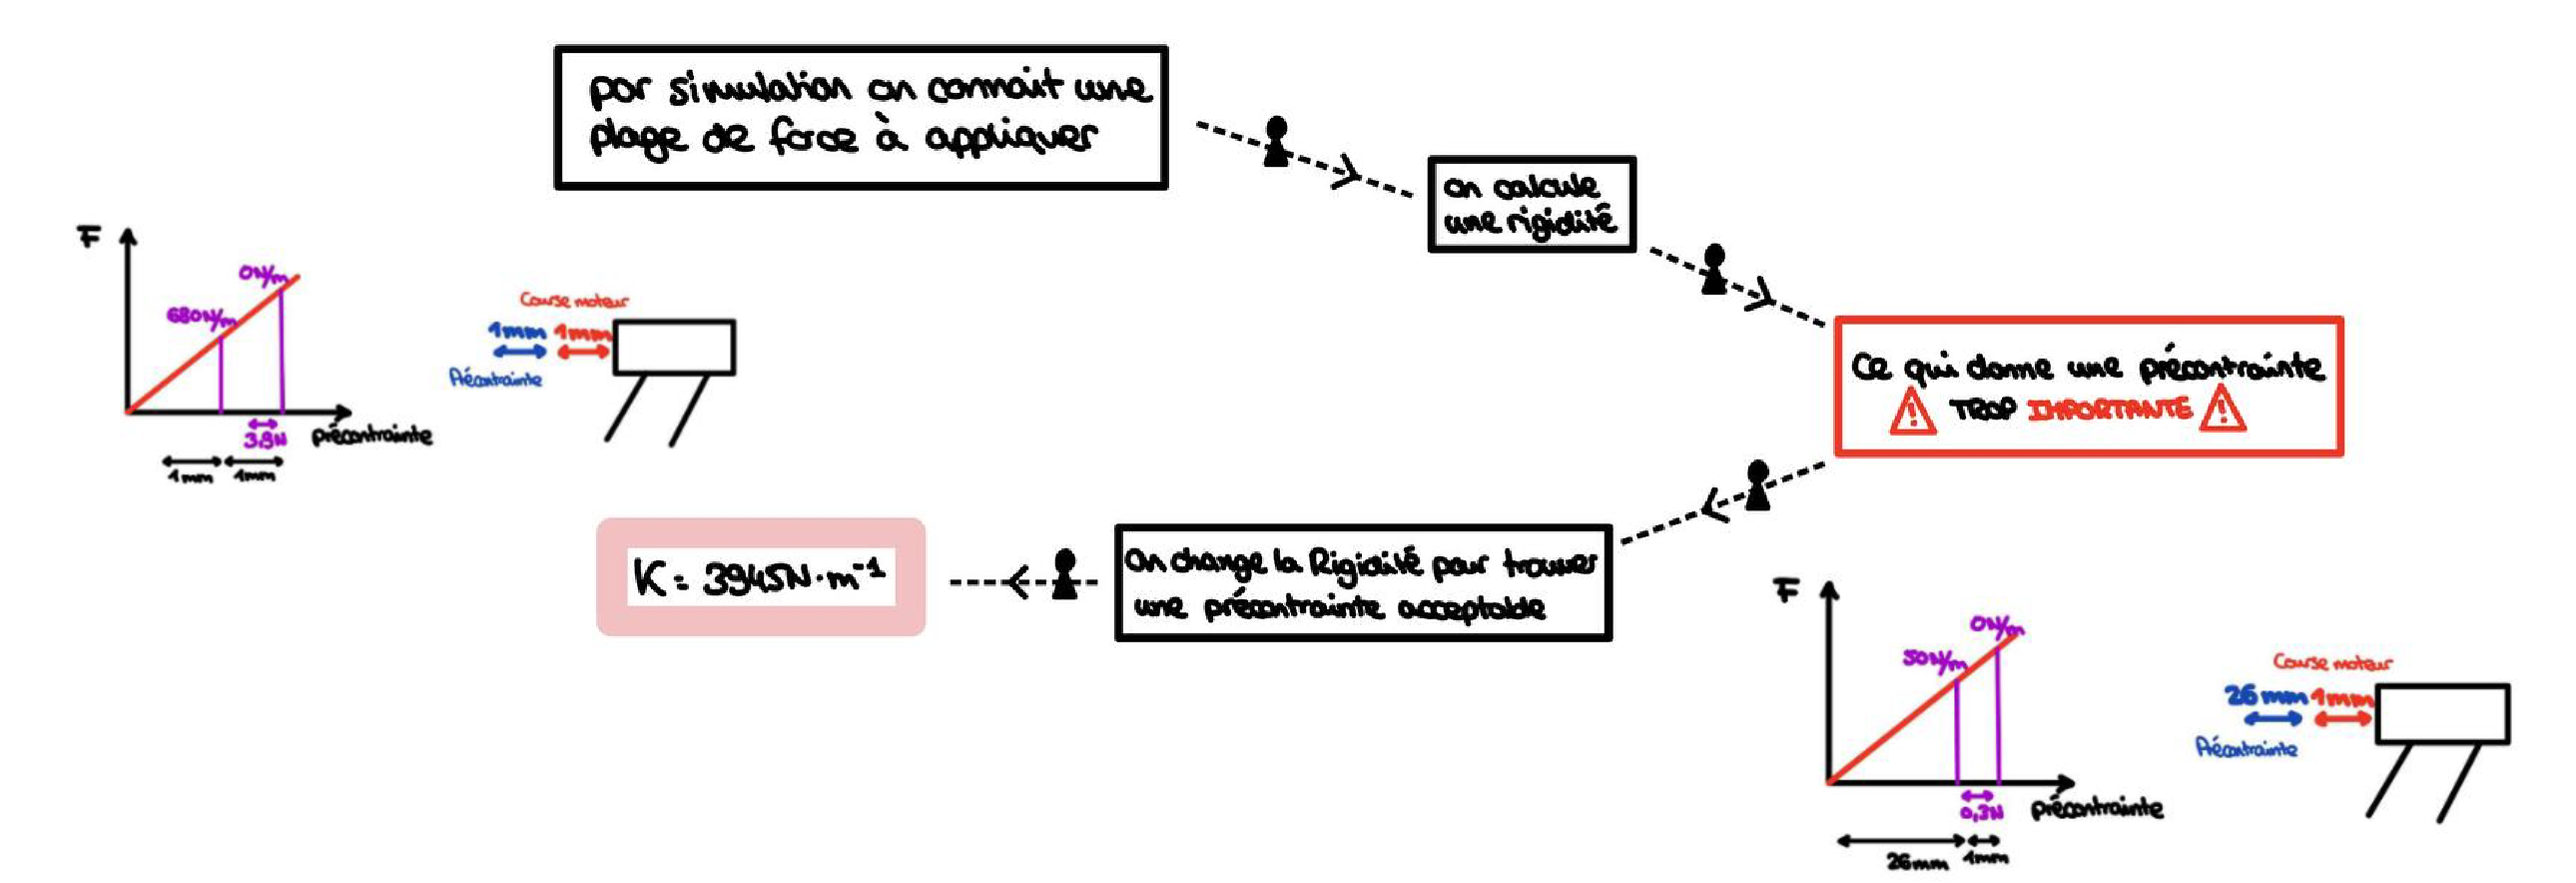 par simulation on connaît une
plage de force à appliquer
on calcule
une rigidité
Ce qui donne une précontrainte
TROP IMPORTANTE
On change la Rigidité pour trouver
une précontrainte acceptable
K = 3945N·m⁻¹
F
0N/m
680N/m
3,9N
précontrainte
1mm 1mm
Course moteur
1mm 1mm
Précontrainte
F
0N/m
50N/m
0,3N
précontrainte
26mm 1mm
Course moteur
26mm 1mm
Précontrainte